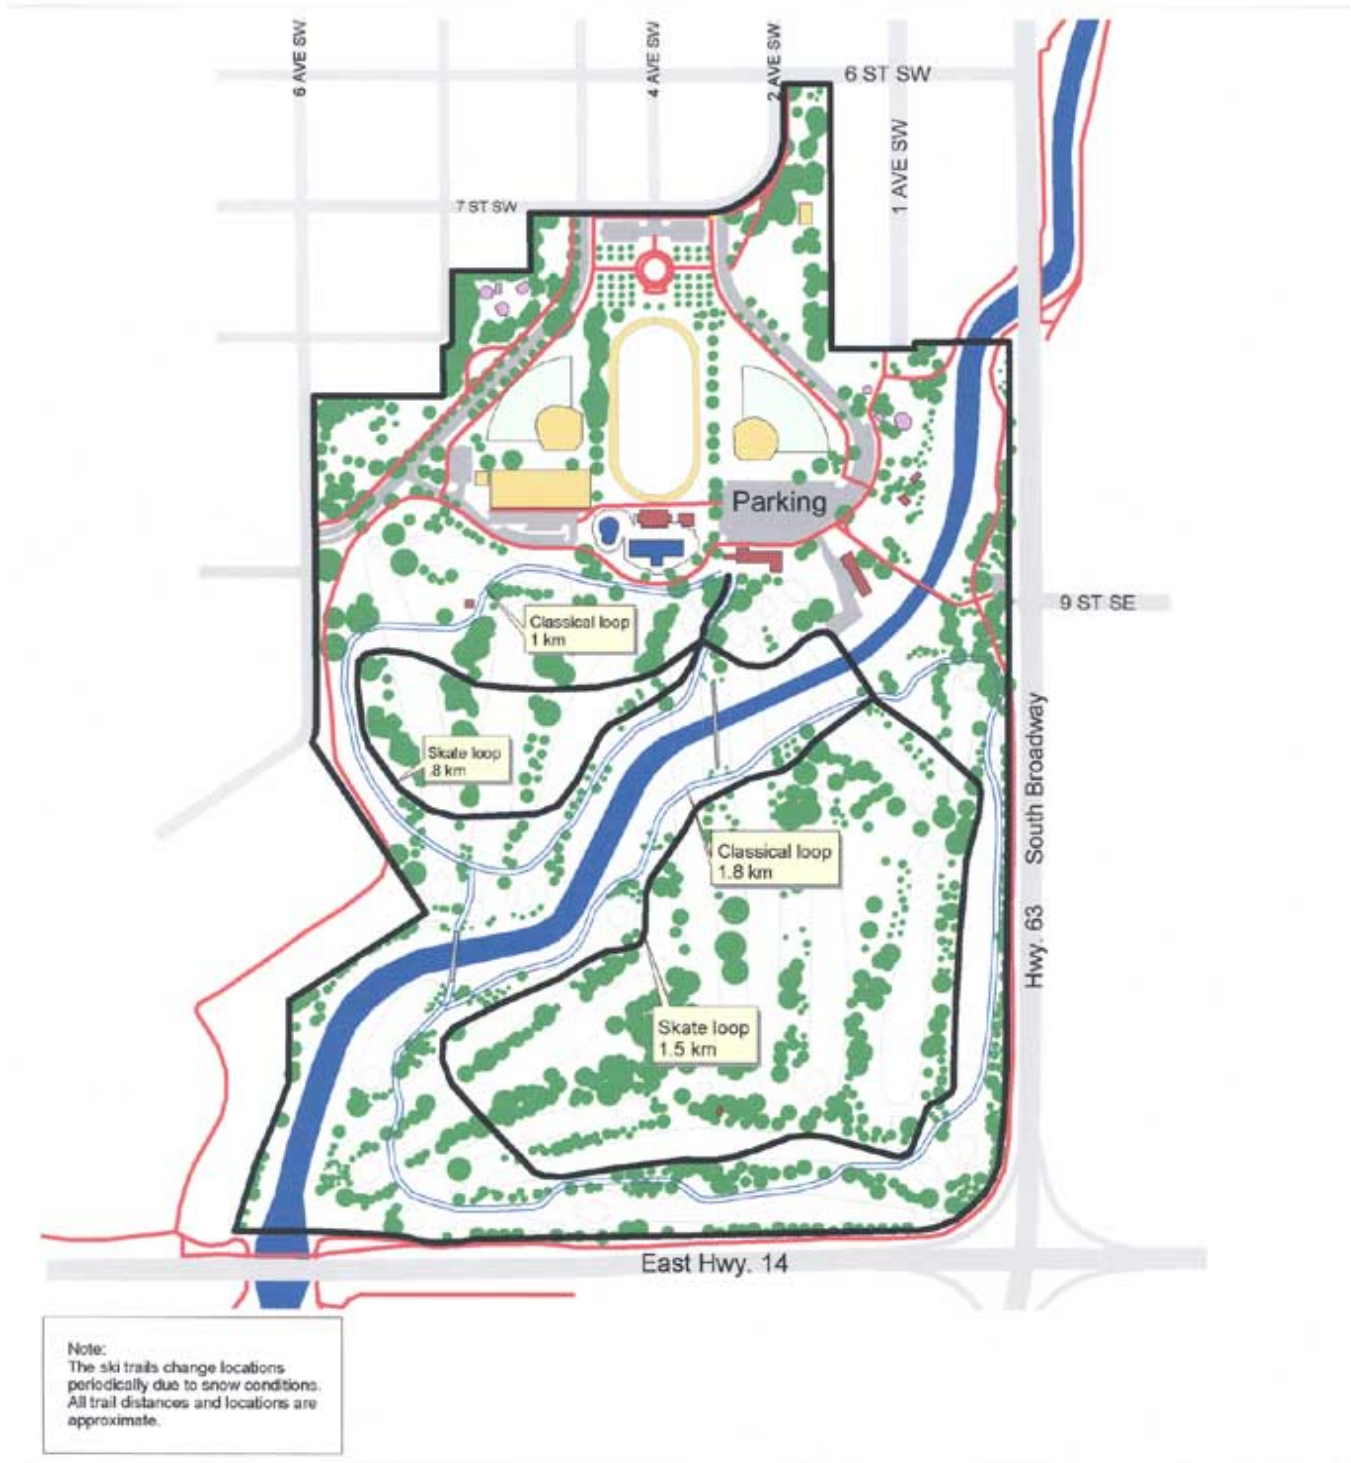 6 AVE SW
4 AVE SW
2 AVE SW
6 ST SW
1 AVE SW
7 ST SW
Parking
9 ST SE
Classical loop
1 km
Skate loop
.8 km
Classical loop
1.8 km
Skate loop
1.5 km
Hwy. 63 South Broadway
East Hwy. 14
Note:
The ski trails change locations
periodically due to snow conditions.
All trail distances and locations are
approximate.